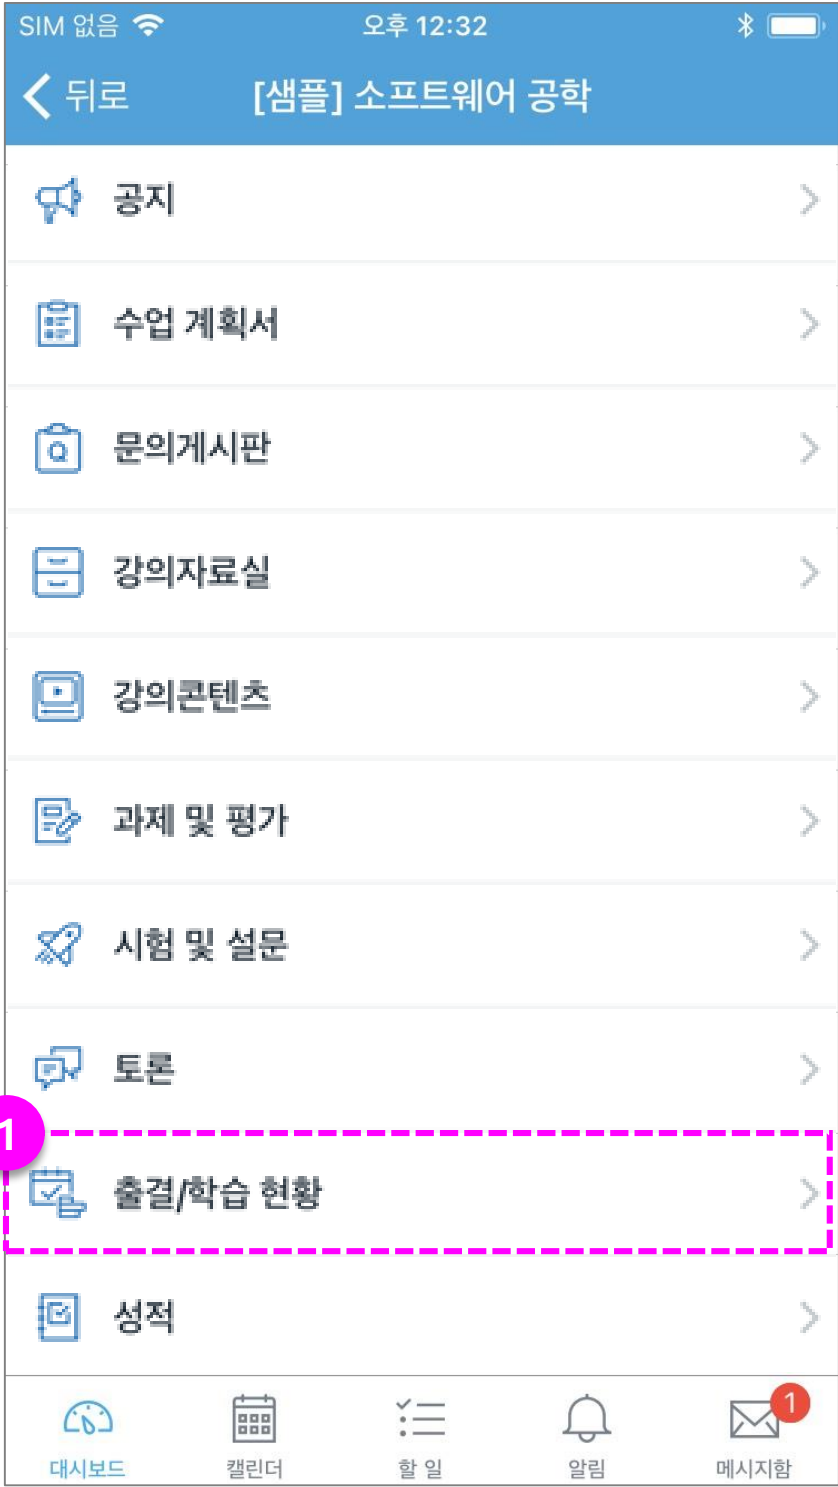 SIM 없음 오후 12:32
뒤로 [샘플] 소프트웨어 공학
공지
수업 계획서
Q 문의게시판
강의자료실
강의콘텐츠
과제 및 평가
시험 및 설문
토론
1
출결/학습 현황
성적
1
대시보드 캘린더 할 일 알림 메시지함